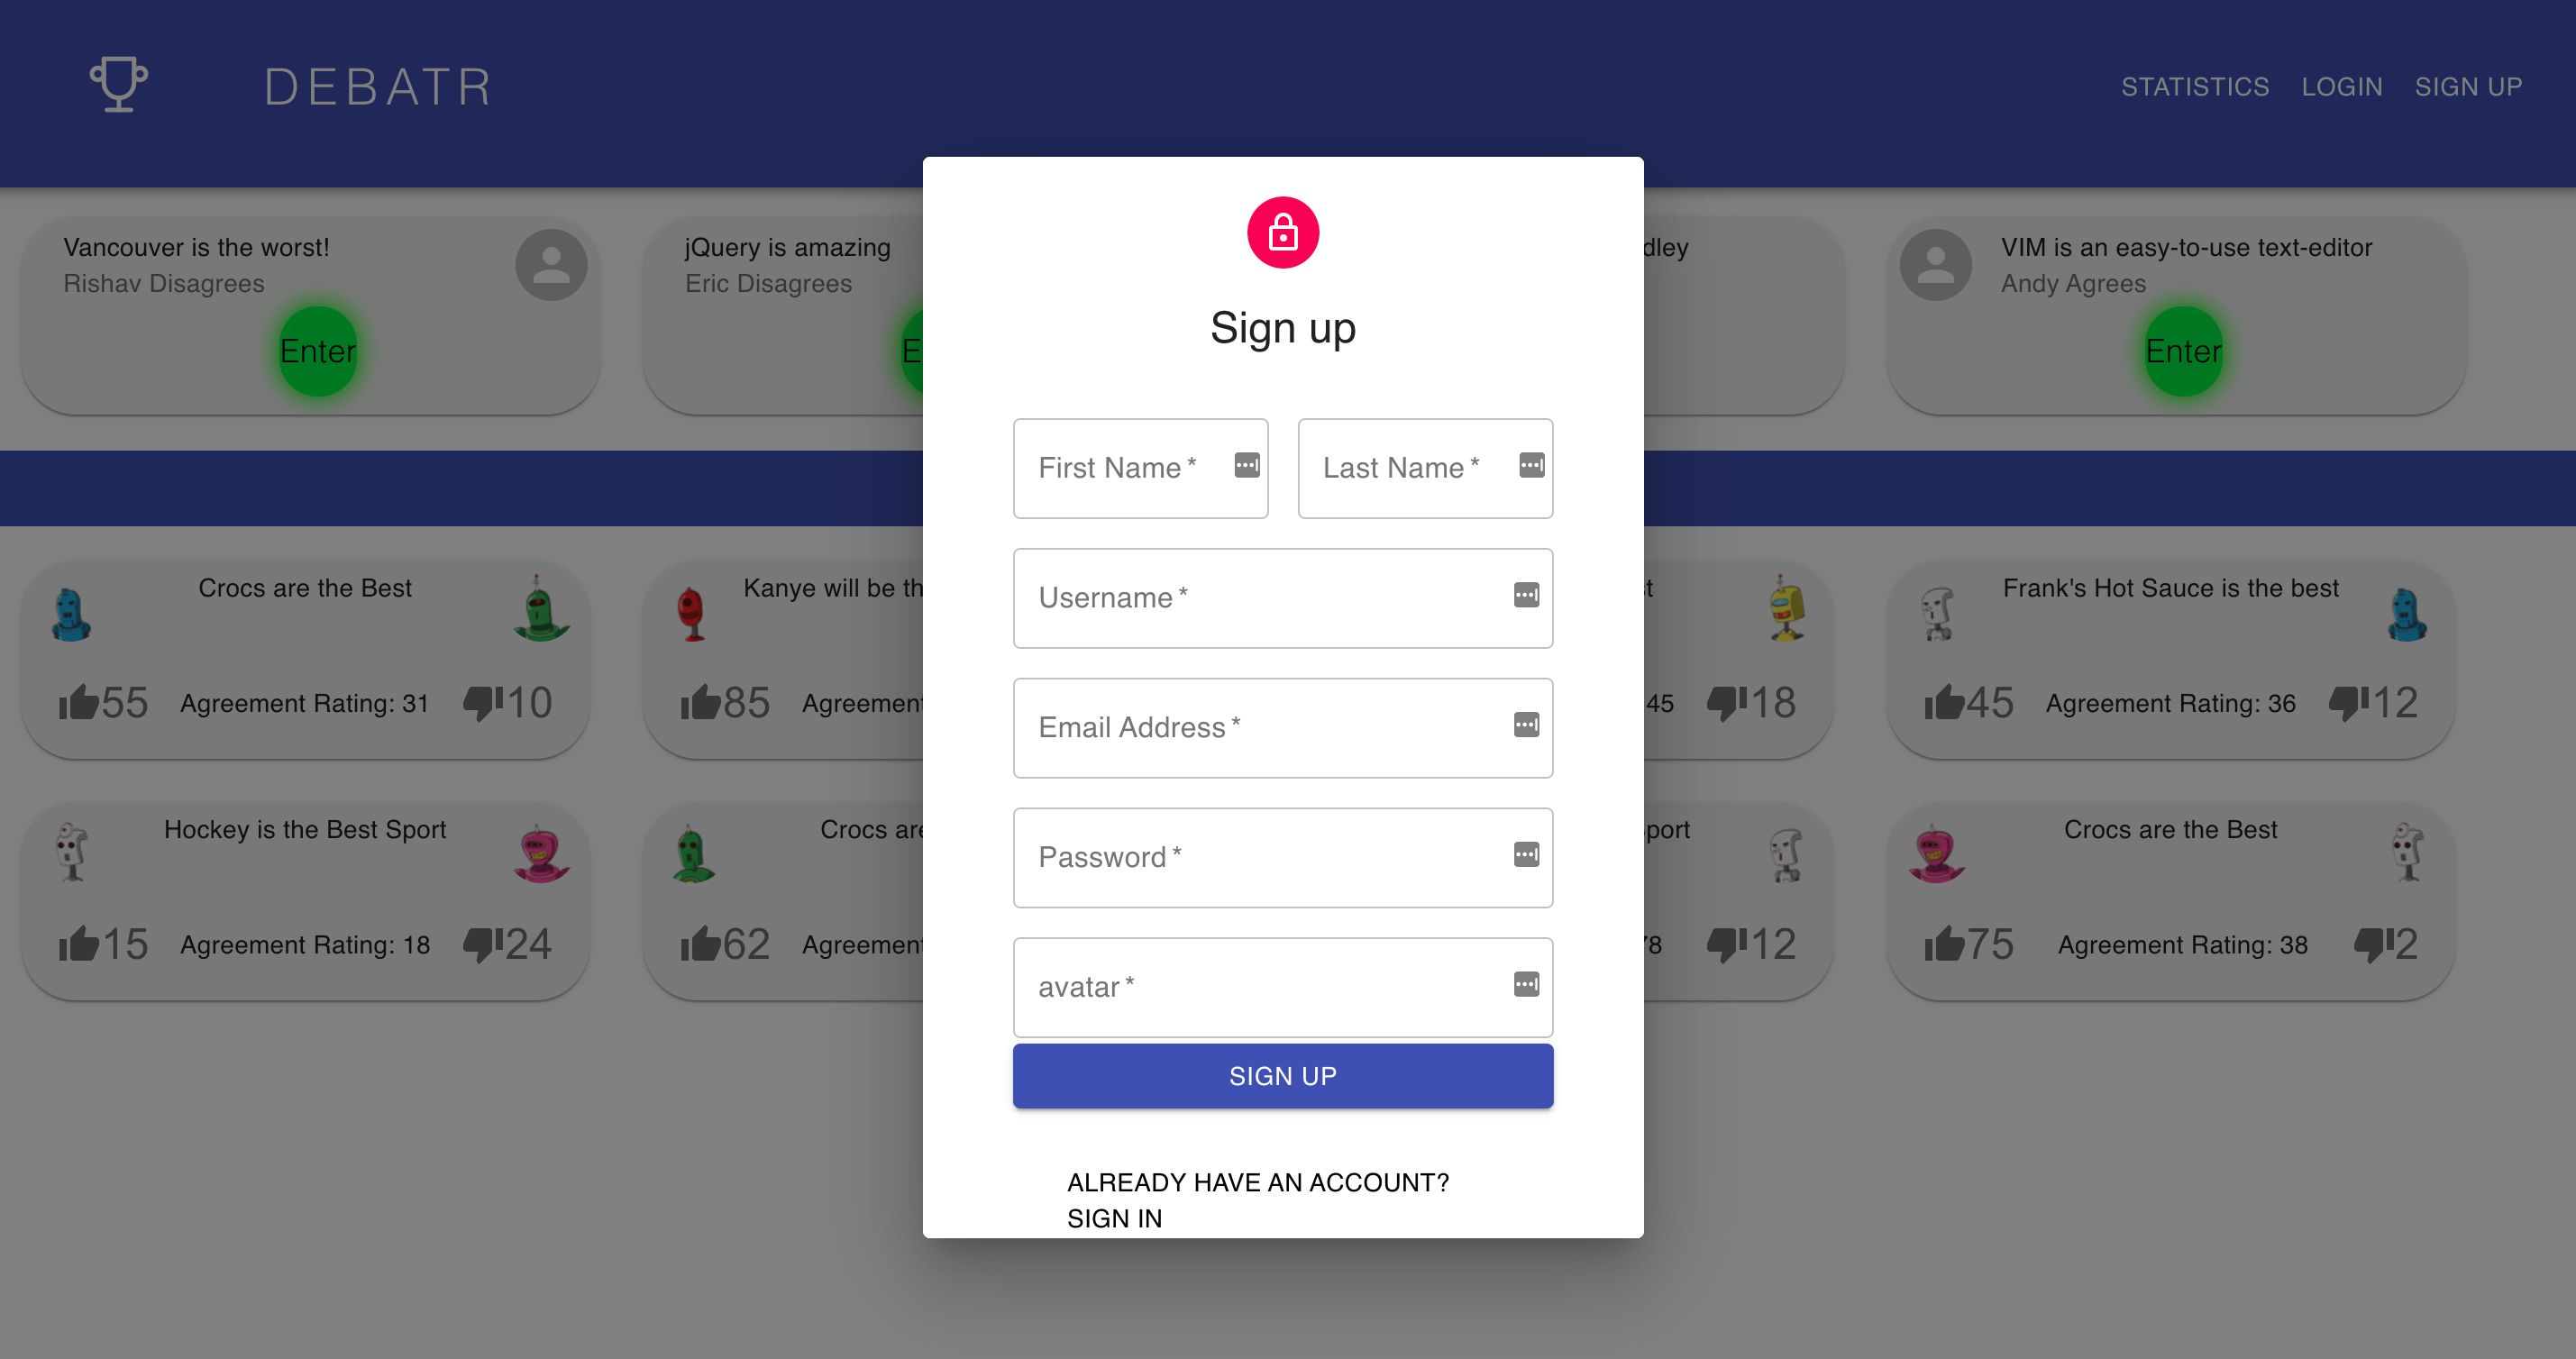 DEBATR
STATISTICS LOGIN SIGN UP
Vancouver is the worst!
Rishav Disagrees
Enter
jQuery is amazing
Eric Disagrees
E
dley
VIM is an easy-to-use text-editor
Andy Agrees
Enter
Sign up
First Name *
Last Name *
Username *
Email Address *
Password *
avatar *
SIGN UP
ALREADY HAVE AN ACCOUNT?
SIGN IN
Crocs are the Best
55 Agreement Rating: 31 10
Kanye will be th
85 Agreement
t
45 18
Frank's Hot Sauce is the best
45 Agreement Rating: 36 12
Hockey is the Best Sport
15 Agreement Rating: 18 24
Crocs are
62 Agreement
port
78 12
Crocs are the Best
75 Agreement Rating: 38 2